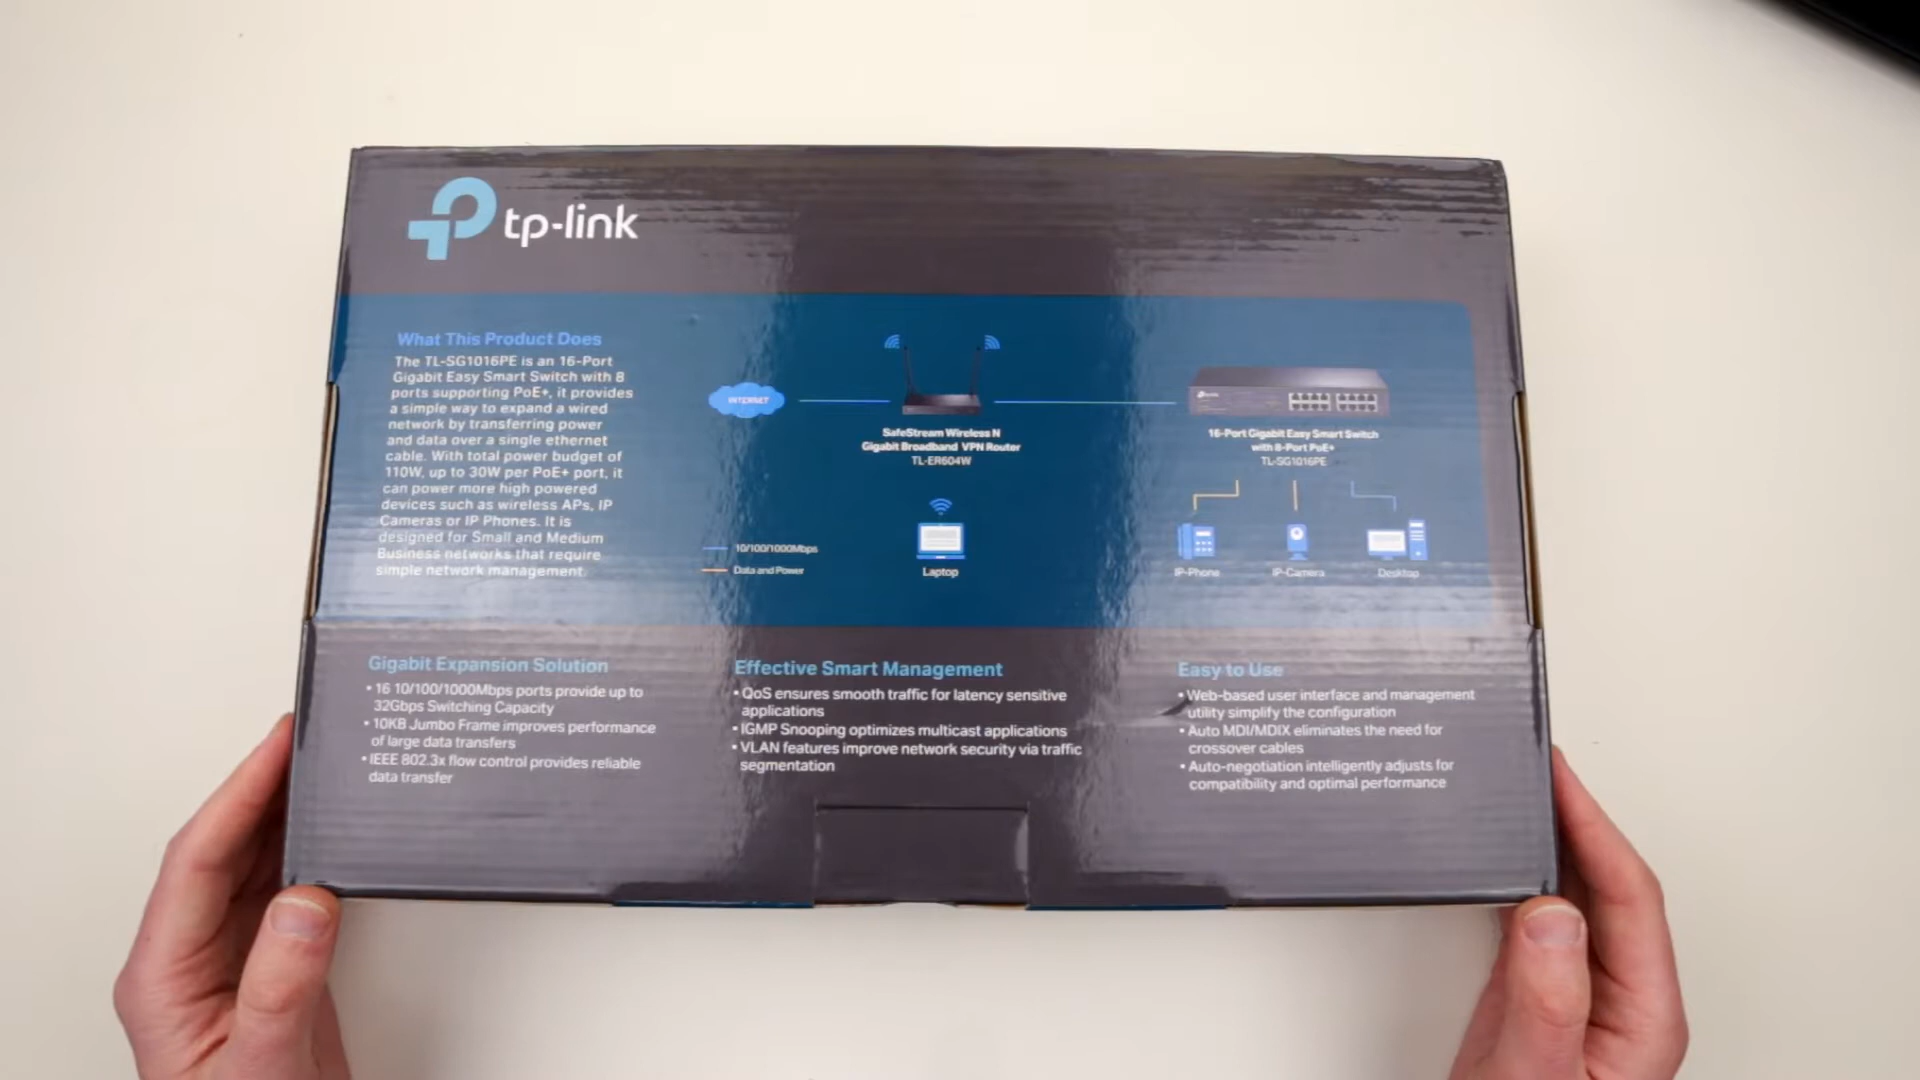 tp-link
What This Product Does
The TL-SG1016PE is an 16-Port
Gigabit Easy Smart Switch with 8
ports supporting PoE+, it provides
a simple way to expand a wired
network by transferring power
and data over a single ethernet
cable. With total power budget of
110W, up to 30W per PoE+ port, it
can power more high powered
devices such as wireless APs, IP
Cameras or IP Phones. It is
designed for Small and Medium
Business networks that require
simple network management.
INTERNET
SafeStream Wireless N
Gigabit Broadband VPN Router
TL-ER604W
16-Port Gigabit Easy Smart Switch
with 8-Port PoE+
TL-SG1016PE
10/100/1000Mbps
Data and Power
Laptop
IP-Phone
IP-Camera
Desktop
Gigabit Expansion Solution
• 16 10/100/1000Mbps ports provide up to
32Gbps Switching Capacity
• 10KB Jumbo Frame improves performance
of large data transfers
• IEEE 802.3x flow control provides reliable
data transfer
Effective Smart Management
• QoS ensures smooth traffic for latency sensitive
applications
• IGMP Snooping optimizes multicast applications
• VLAN features improve network security via traffic
segmentation
Easy to Use
• Web-based user interface and management
utility simplify the configuration
• Auto MDI/MDIX eliminates the need for
crossover cables
• Auto-negotiation intelligently adjusts for
compatibility and optimal performance